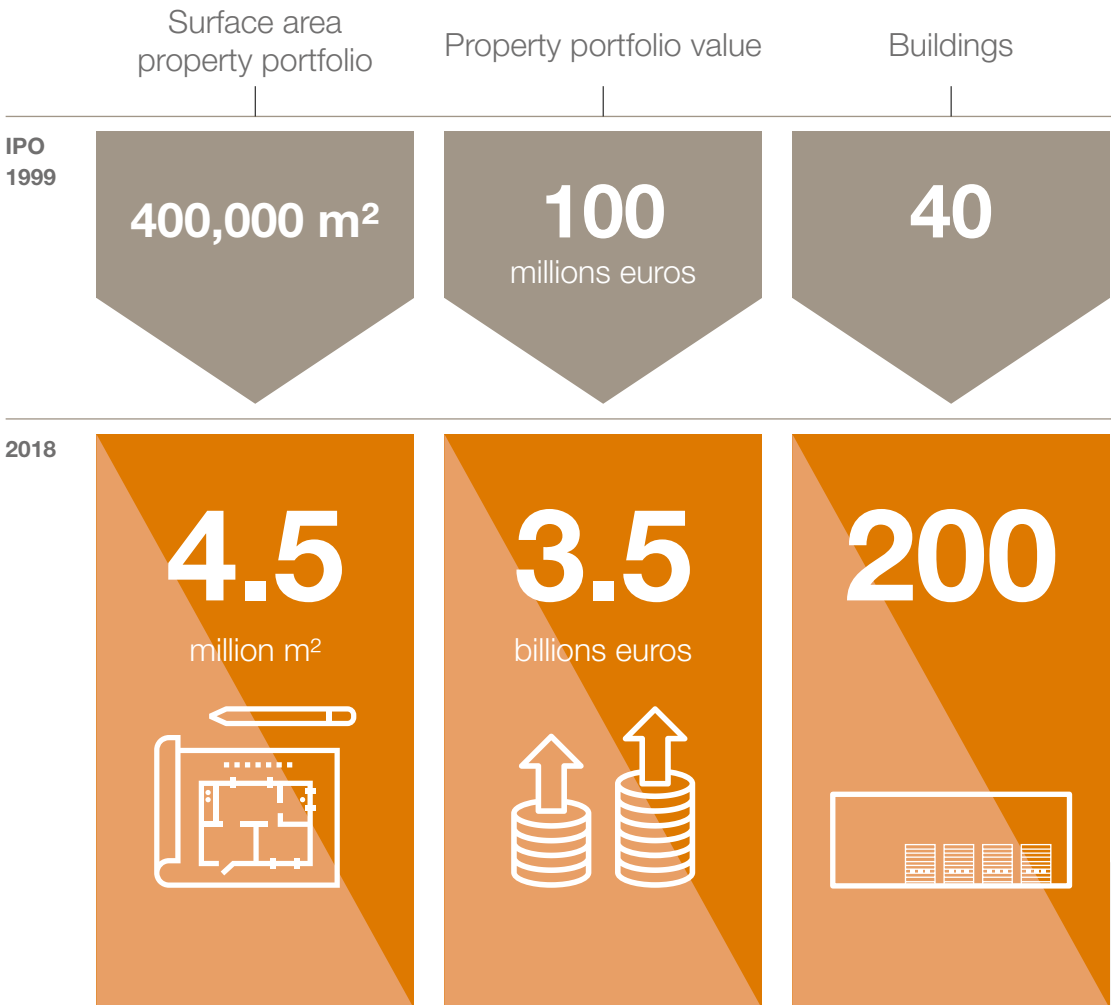 Surface area
property portfolio
Property portfolio value
Buildings
IPO
1999
400,000 m²
100
millions euros
40
2018
4.5
million m²
3.5
billions euros
200